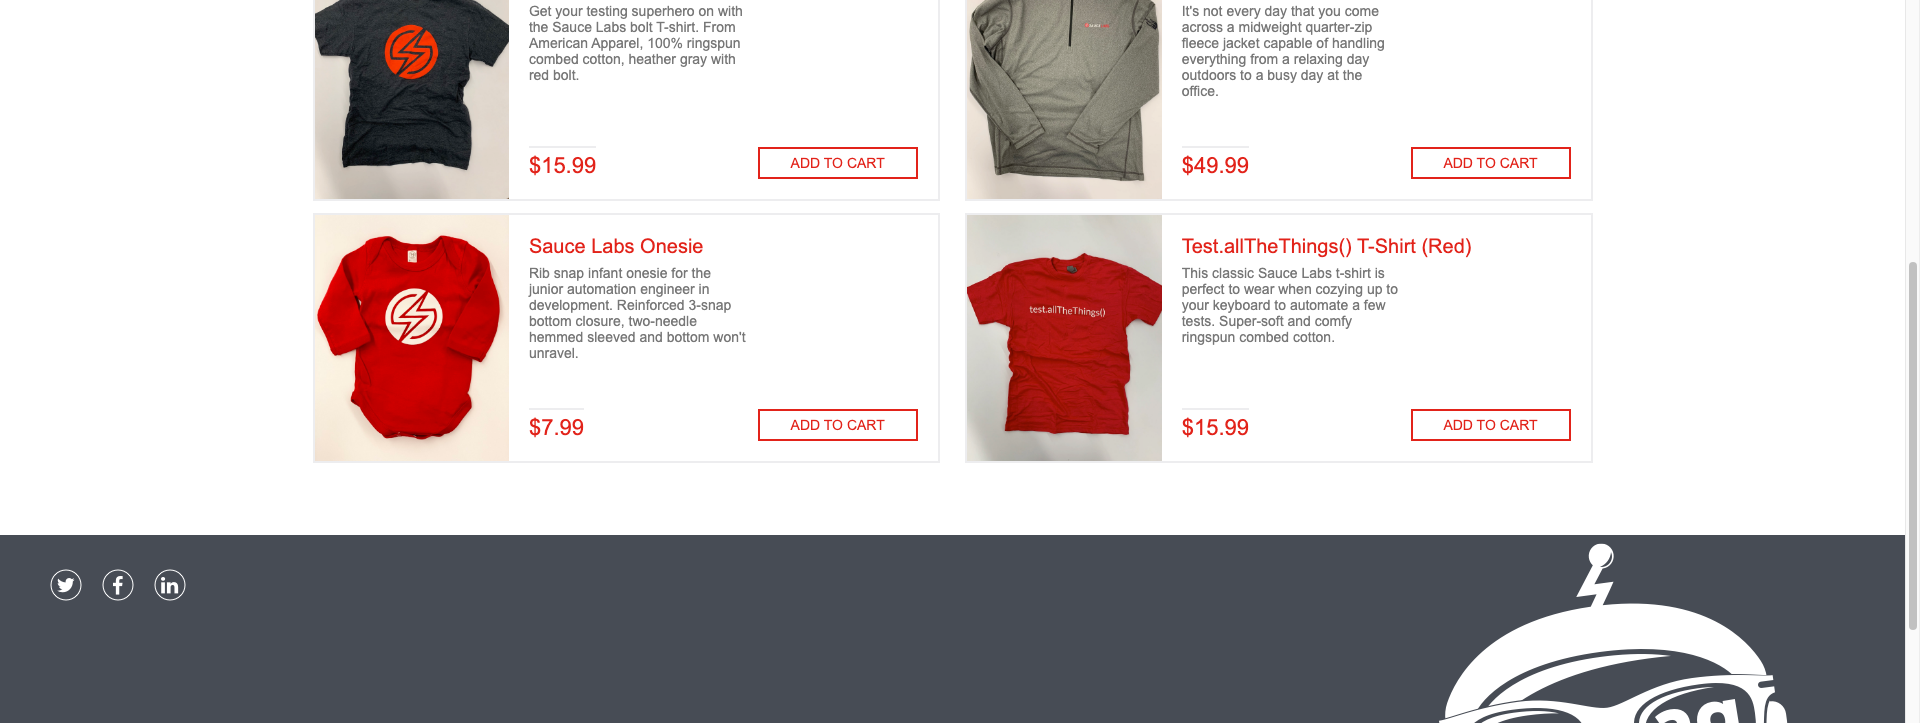 Get your testing superhero on with
the Sauce Labs bolt T-shirt. From
American Apparel, 100% ringspun
combed cotton, heather gray with
red bolt.
$15.99
ADD TO CART
It's not every day that you come
across a midweight quarter-zip
fleece jacket capable of handling
everything from a relaxing day
outdoors to a busy day at the
office.
$49.99
ADD TO CART
Sauce Labs Onesie
Rib snap infant onesie for the
junior automation engineer in
development. Reinforced 3-snap
bottom closure, two-needle
hemmed sleeved and bottom won't
unravel.
$7.99
ADD TO CART
test.allTheThings()
Test.allTheThings() T-Shirt (Red)
This classic Sauce Labs t-shirt is
perfect to wear when cozying up to
your keyboard to automate a few
tests. Super-soft and comfy
ringspun combed cotton.
$15.99
ADD TO CART